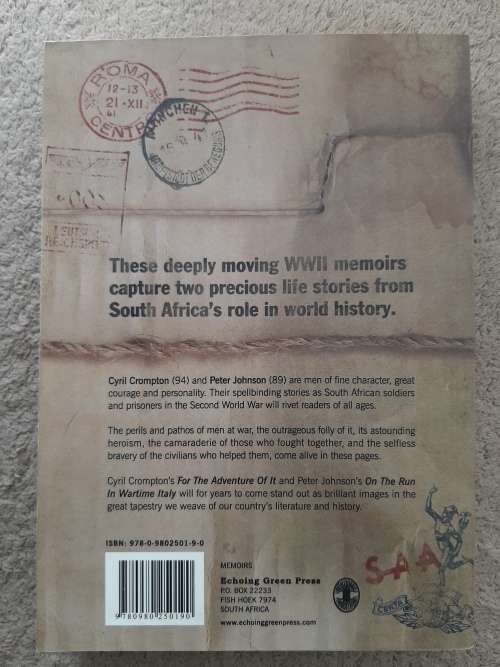 ROMA
12-13
21·XII
41
CENTR
MÜNCHEN
HAUPTSTADT DER BEWEGUNG
These deeply moving WWII memoirs
capture two precious life stories from
South Africa's role in world history.
Cyril Crompton (94) and Peter Johnson (89) are men of fine character, great
courage and personality. Their spellbinding stories as South African soldiers
and prisoners in the Second World War will rivet readers of all ages.
The perils and pathos of men at war, the outrageous folly of it, its astounding
heroism, the camaraderie of those who fought together, and the selfless
bravery of the civilians who helped them, come alive in these pages.
Cyril Crompton's For The Adventure Of It and Peter Johnson's On The Run
In Wartime Italy will for years to come stand out as brilliant images in the
great tapestry we weave of our country's literature and history.
ISBN: 978-0-9802501-9-0
9 780980 250190
MEMOIRS
Echoing Green Press
P.O. BOX 22233
FISH HOEK 7974
SOUTH AFRICA
www.echoinggreenpress.com
SAA